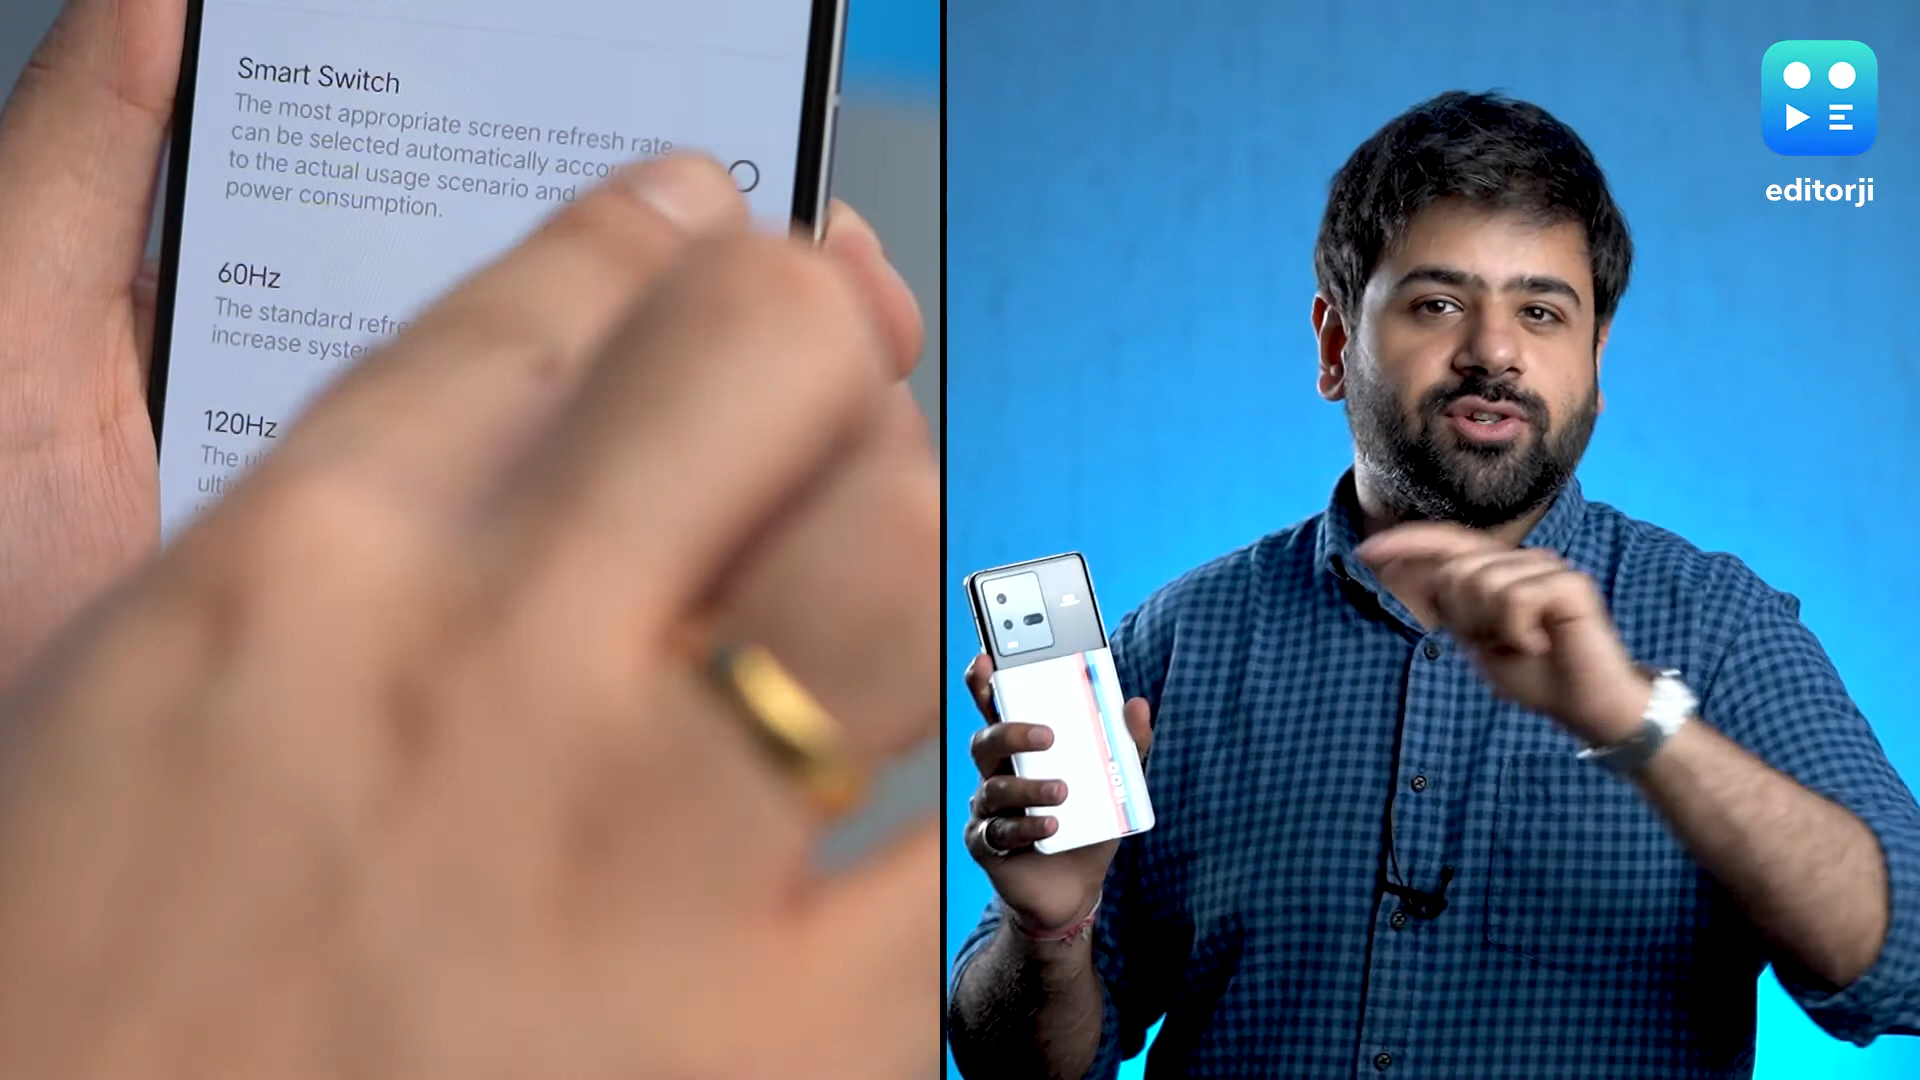 Smart Switch
The most appropriate screen refresh rate
can be selected automatically acco
to the actual usage scenario and
power consumption.
60Hz
The standard refre
increase syste
120Hz
The
editorji
iQOO